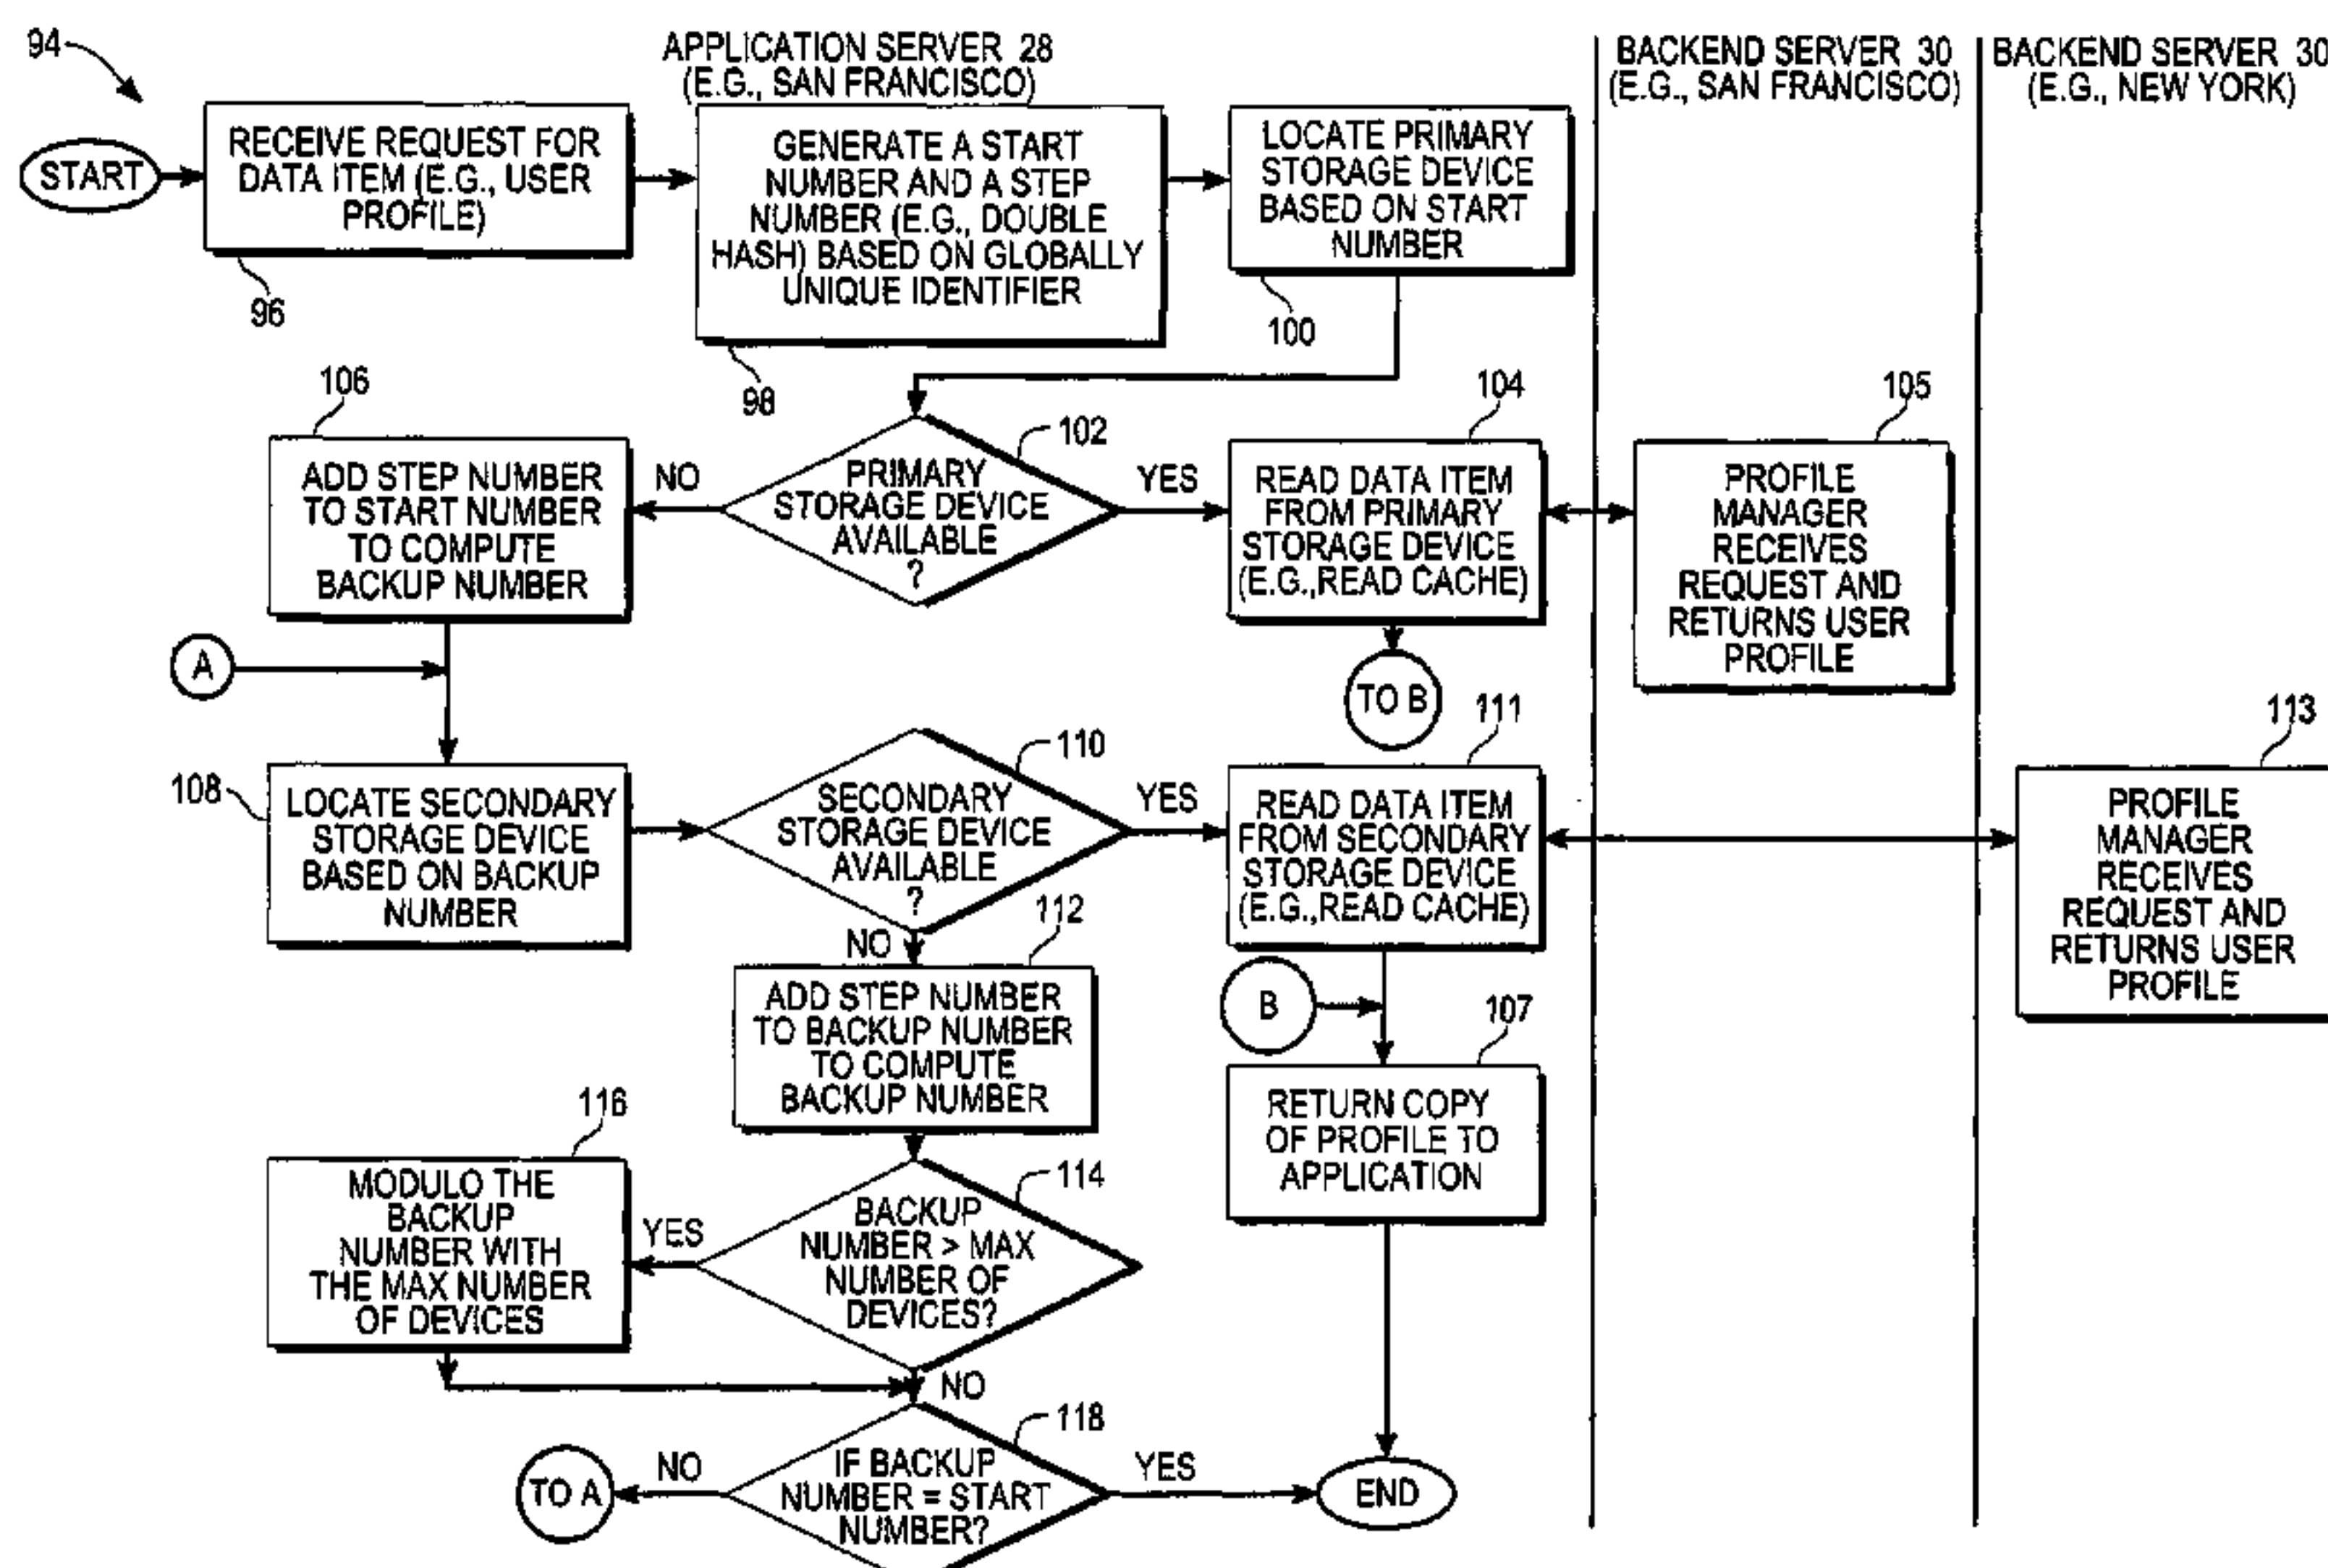 94
APPLICATION SERVER 28
(E.G., SAN FRANCISCO)
BACKEND SERVER 30
(E.G., SAN FRANCISCO)
BACKEND SERVER 30
(E.G., NEW YORK)
START
RECEIVE REQUEST FOR
DATA ITEM (E.G., USER
PROFILE)
96
GENERATE A START
NUMBER AND A STEP
NUMBER (E.G., DOUBLE
HASH) BASED ON GLOBALLY
UNIQUE IDENTIFIER
98
LOCATE PRIMARY
STORAGE DEVICE
BASED ON START
NUMBER
100
106
ADD STEP NUMBER
TO START NUMBER
TO COMPUTE
BACKUP NUMBER
NO
102
PRIMARY
STORAGE DEVICE
AVAILABLE
?
YES
104
READ DATA ITEM
FROM PRIMARY
STORAGE DEVICE
(E.G.,READ CACHE)
105
PROFILE
MANAGER
RECEIVES
REQUEST AND
RETURNS USER
PROFILE
A
TO B
108
LOCATE SECONDARY
STORAGE DEVICE
BASED ON BACKUP
NUMBER
110
SECONDARY
STORAGE DEVICE
AVAILABLE
?
YES
NO
111
READ DATA ITEM
FROM SECONDARY
STORAGE DEVICE
(E.G.,READ CACHE)
113
PROFILE
MANAGER
RECEIVES
REQUEST AND
RETURNS USER
PROFILE
112
ADD STEP NUMBER
TO BACKUP NUMBER
TO COMPUTE
BACKUP NUMBER
B
107
RETURN COPY
OF PROFILE TO
APPLICATION
116
MODULO THE
BACKUP
NUMBER WITH
THE MAX NUMBER
OF DEVICES
YES
114
BACKUP
NUMBER > MAX
NUMBER OF
DEVICES?
NO
118
IF BACKUP
NUMBER = START
NUMBER?
NO
TO A
YES
END